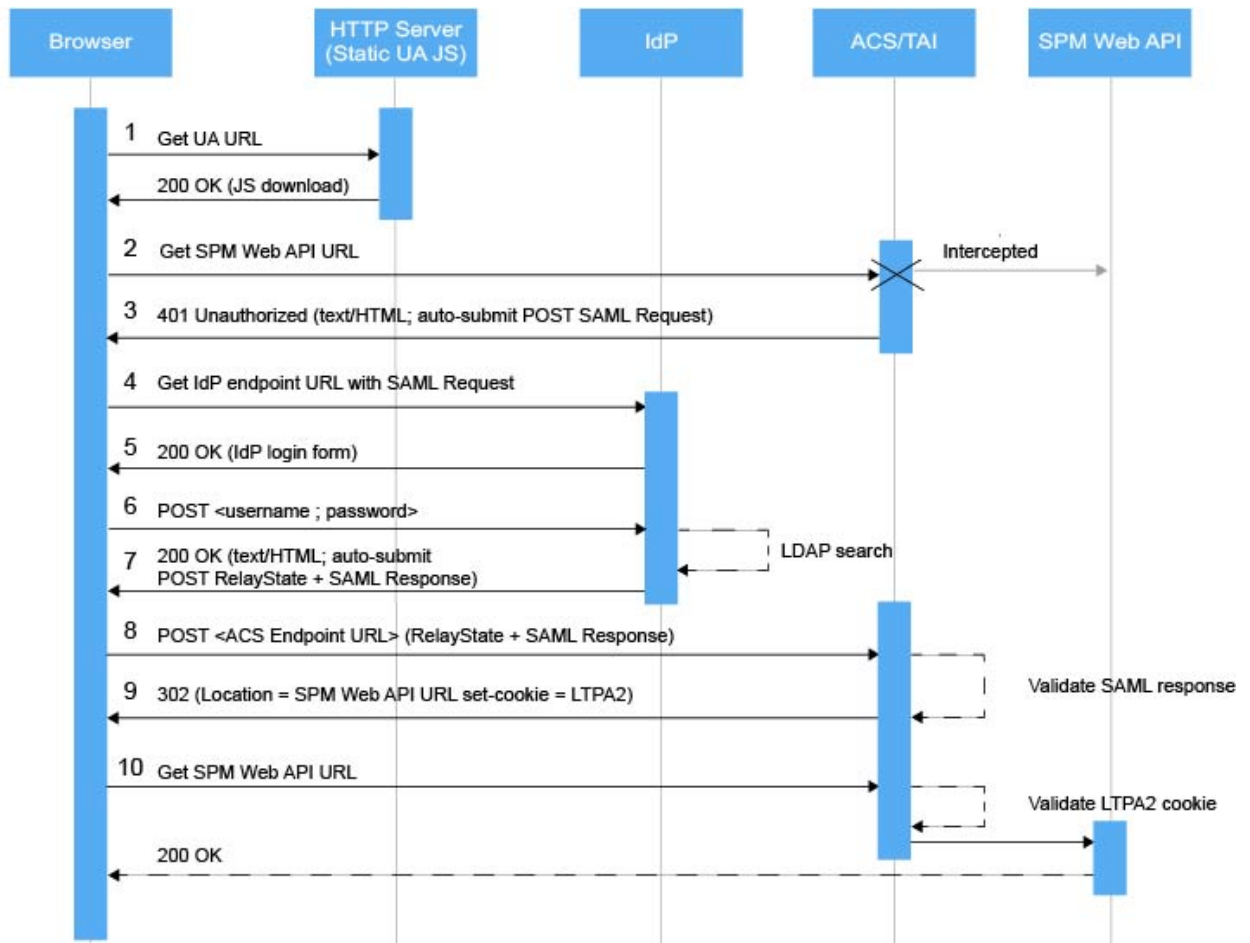 Browser
HTTP Server
(Static UA JS)
IdP
ACS/TAI
SPM Web API
1 Get UA URL
200 OK (JS download)
2 Get SPM Web API URL
Intercepted
3 401 Unauthorized (text/HTML; auto-submit POST SAML Request)
4 Get IdP endpoint URL with SAML Request
5 200 OK (IdP login form)
6 POST <username ; password>
LDAP search
7 200 OK (text/HTML; auto-submit
POST RelayState + SAML Response)
8 POST <ACS Endpoint URL> (RelayState + SAML Response)
Validate SAML response
9 302 (Location = SPM Web API URL set-cookie = LTPA2)
10 Get SPM Web API URL
Validate LTPA2 cookie
200 OK